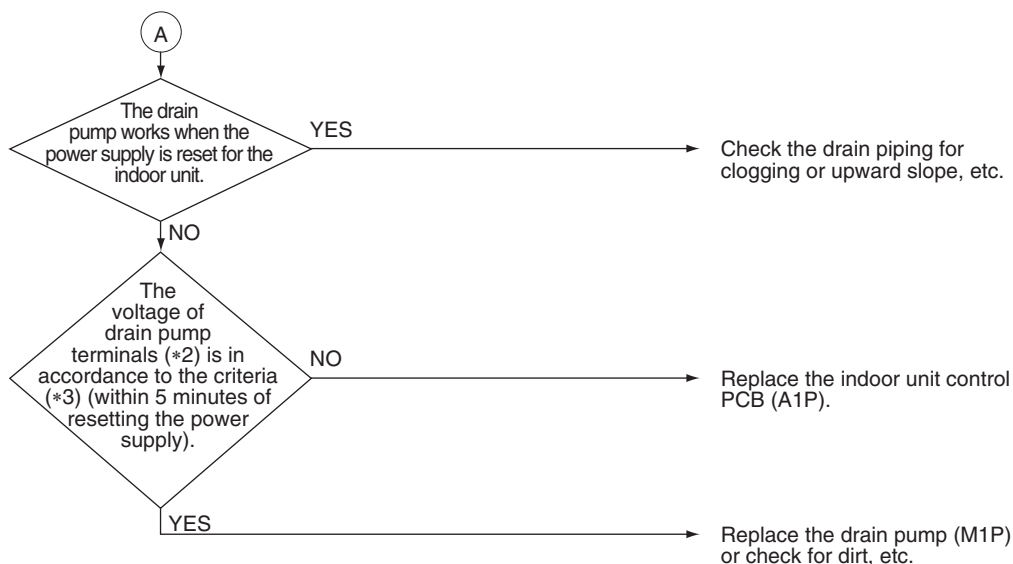 A
The drain
pump works when the
power supply is reset for the
indoor unit.
YES
Check the drain piping for
clogging or upward slope, etc.
NO
The
voltage of
drain pump
terminals (*2) is in
accordance to the criteria
(*3) (within 5 minutes of
resetting the power
supply).
NO
Replace the indoor unit control
PCB (A1P).
YES
Replace the drain pump (M1P)
or check for dirt, etc.